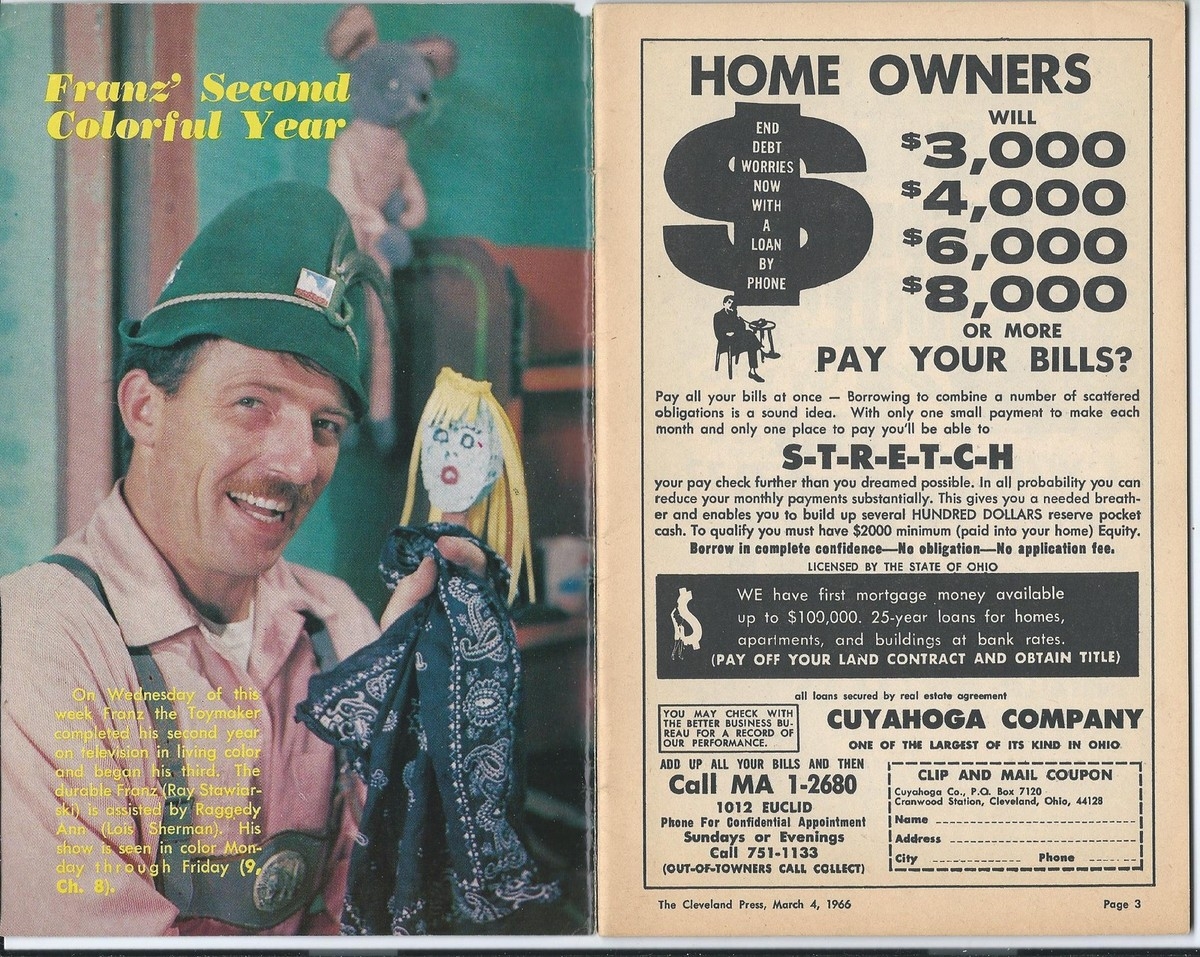 Franz' Second
Colorful Year
On Wednesday of this
week Franz the Toymaker
completed his second year
on television in living color
and began his third. The
durable Franz (Ray Stawiar-
ski) is assisted by Raggedy
Ann (Lois Sherman). His
show is seen in color Mon-
day through Friday (9,
Ch. 8).
HOME OWNERS
END
DEBT
WORRIES
NOW
WITH
A
LOAN
BY
PHONE
WILL
$3,000
$4,000
$6,000
$8,000
OR MORE
PAY YOUR BILLS?
Pay all your bills at once — Borrowing to combine a number of scattered
obligations is a sound idea. With only one small payment to make each
month and only one place to pay you'll be able to
S-T-R-E-T-C-H
your pay check further than you dreamed possible. In all probability you can
reduce your monthly payments substantially. This gives you a needed breath-
er and enables you to build up several HUNDRED DOLLARS reserve pocket
cash. To qualify you must have $2000 minimum (paid into your home) Equity.
Borrow in complete confidence—No obligation—No application fee.
LICENSED BY THE STATE OF OHIO
WE have first mortgage money available
up to $100,000. 25-year loans for homes,
apartments, and buildings at bank rates.
(PAY OFF YOUR LAND CONTRACT AND OBTAIN TITLE)
all loans secured by real estate agreement
YOU MAY CHECK WITH
THE BETTER BUSINESS BU-
REAU FOR A RECORD OF
OUR PERFORMANCE.
CUYAHOGA COMPANY
ONE OF THE LARGEST OF ITS KIND IN OHIO
ADD UP ALL YOUR BILLS AND THEN
Call MA 1-2680
1012 EUCLID
Phone For Confidential Appointment
Sundays or Evenings
Call 751-1133
(OUT-OF-TOWNERS CALL COLLECT)
CLIP AND MAIL COUPON
Cuyahoga Co., P.O. Box 7120
Cranwood Station, Cleveland, Ohio, 44128
Name
Address
City Phone
The Cleveland Press, March 4, 1966
Page 3